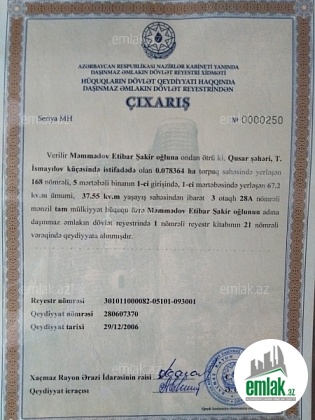 AZƏRBAYCAN RESPUBLİKASI NAZİRLƏR KABİNETİ YANINDA
DAŞINMAZ ƏMLAKIN DÖVLƏT REYESTRİ XİDMƏTİ
HÜQUQLARIN DÖVLƏT QEYDİYYATI HAQQINDA
DAŞINMAZ ƏMLAKIN DÖVLƏT REYESTRİNDƏN
ÇIXARIŞ
Seriya MH
№ 0000250
Verilir Məmmədov Etibar Şakir oğluna ondan ötrü ki, Qusar şəhəri, T.
İsmayılov küçəsində istifadədə olan 0.078364 ha torpaq sahəsində yerləşən
168 nömrəli, 5 mərtəbəli binanın 1-ci girişində, 1-ci mərtəbəsində yerləşən 67.2
kv.m ümumi, 37.55 kv.m yaşayış sahəsindən ibarət 3 otaqlı 28A nömrəli
mənzil tam mülkiyyət hüququ üzrə Məmmədov Etibar Şakir oğlunun adına
daşınmaz əmlakın dövlət reyestrində 1 nömrəli reyestr kitabının 21 nömrəli
vərəqində qeydiyyata alınmışdır.
Reyestr nömrəsi 301011000082-05101-093001
Qeydiyyat nömrəsi 280607370
Qeydiyyat tarixi 29/12/2006
Xaçmaz Rayon Ərazi İdarəsinin rəisi
Qeydiyyat icraçısı
emlak.az